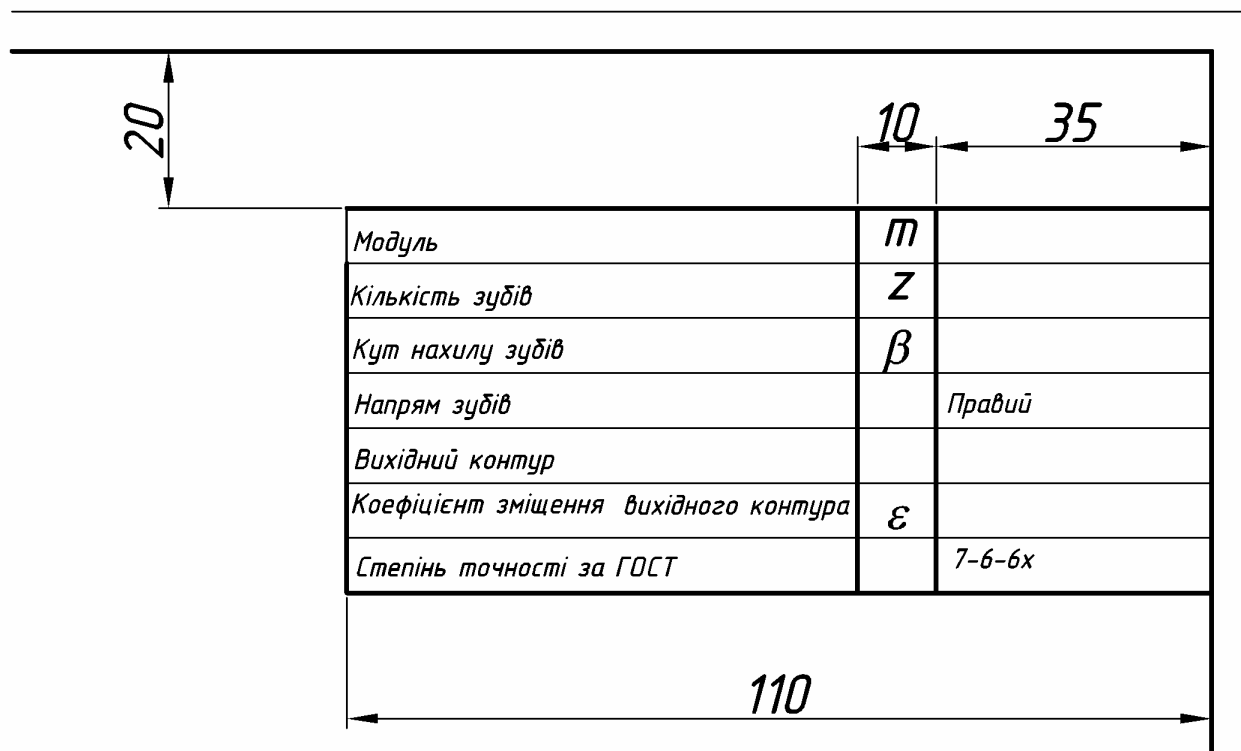 20
10 35
Модуль m
Кількість зубів z
Кут нахилу зубів β
Напрям зубів Правий
Вихідний контур
Коефіцієнт зміщення вихідного контура ε
Степінь точності за ГОСТ 7-6-6х
110